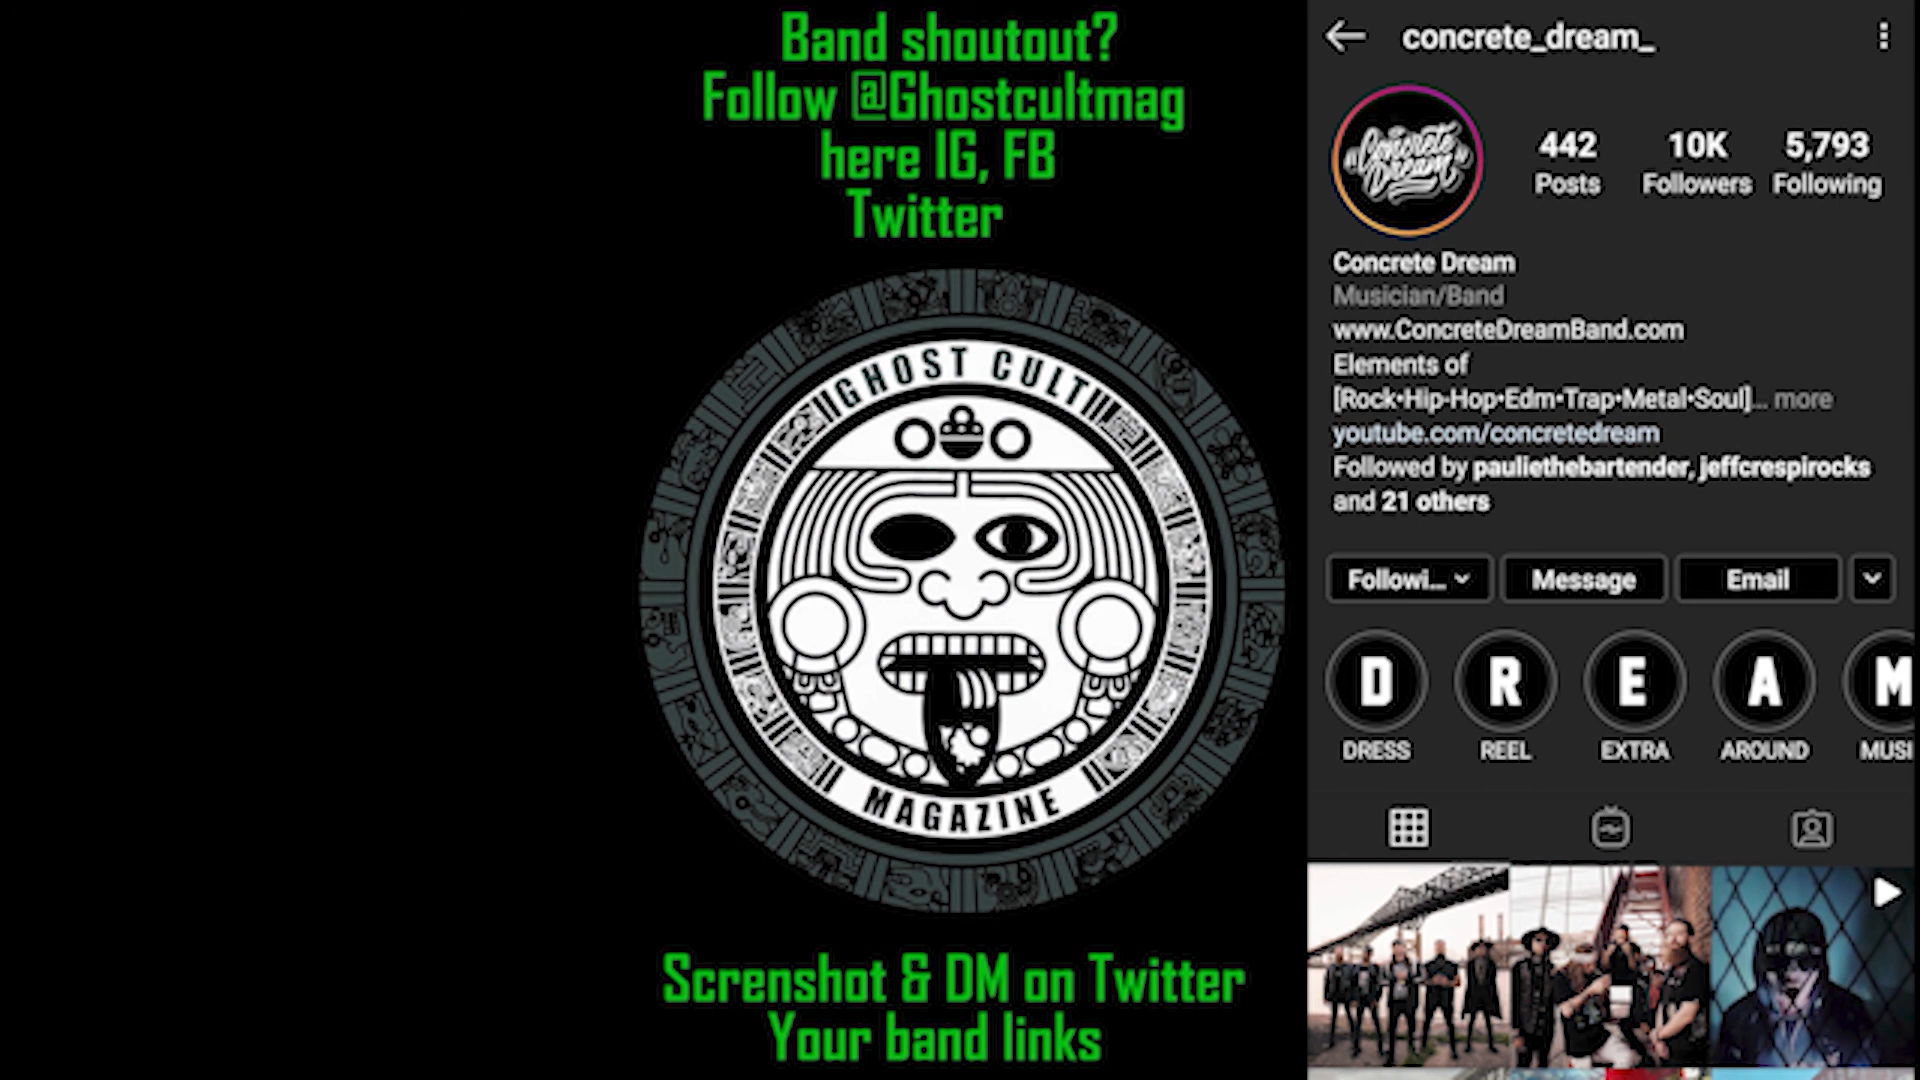 Band shoutout?
Follow @Ghostcultmag
here IG, FB
Twitter
GHOST CULT
MAGAZINE
Screnshot & DM on Twitter
Your band links
concrete_dream_
Concrete Dream
442
10K
5,793
Posts
Followers
Following
Concrete Dream
Musician/Band
www.ConcreteDreamBand.com
Elements of
[Rock•Hip-Hop•Edm•Trap•Metal•Soul]... more
youtube.com/concretedream
Followed by pauliethebartender, jeffcrespirocks
and 21 others
Followi...
Message
Email
D R E A M
DRESS REEL EXTRA AROUND MUSI